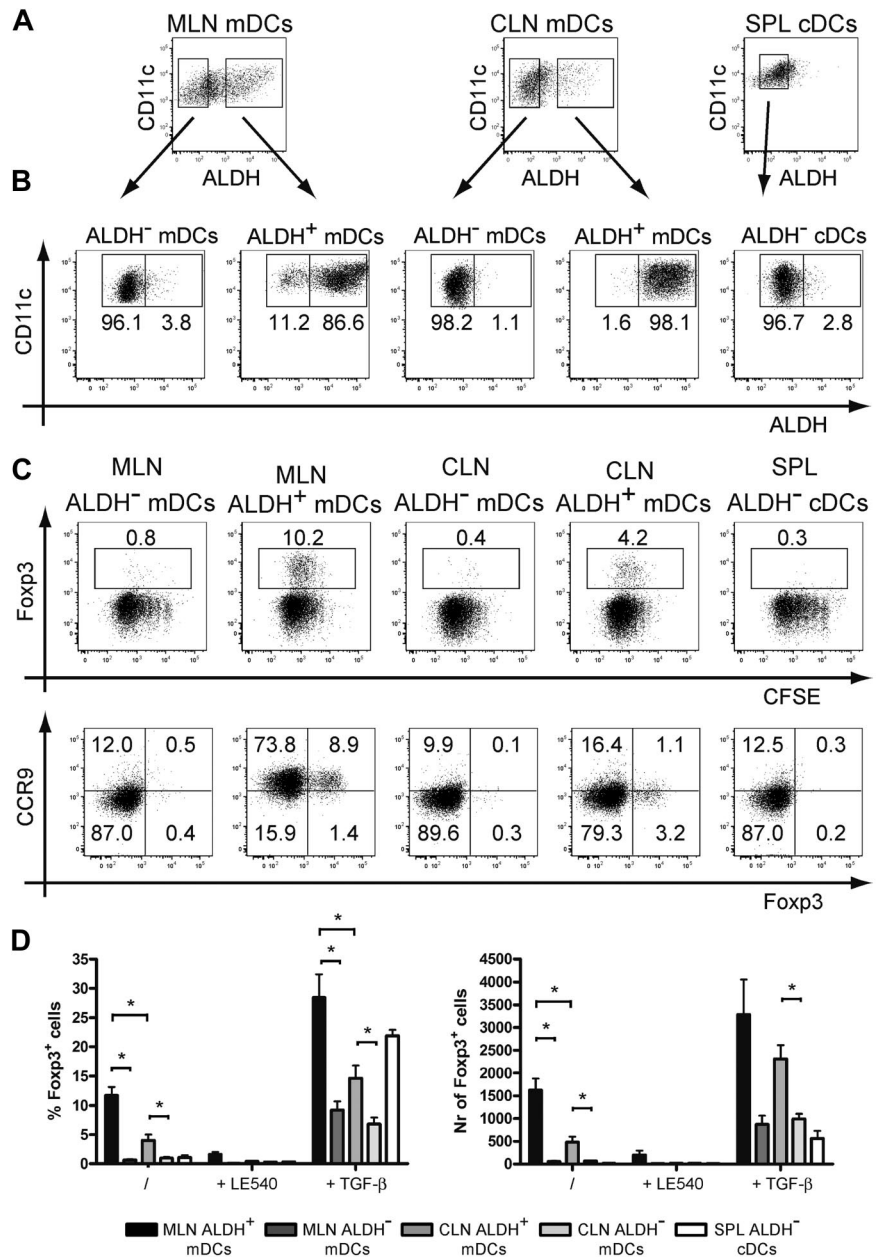 A
MLN mDCs
CLN mDCs
SPL cDCs
CD11c
CD11c
CD11c
ALDH
ALDH
ALDH
B
ALDH⁻ mDCs
ALDH⁺ mDCs
ALDH⁻ mDCs
ALDH⁺ mDCs
ALDH⁻ cDCs
CD11c
96.1 3.8
11.2 86.6
98.2 1.1
1.6 98.1
96.7 2.8
ALDH
C
MLN ALDH⁻ mDCs
MLN ALDH⁺ mDCs
CLN ALDH⁻ mDCs
CLN ALDH⁺ mDCs
SPL ALDH⁻ cDCs
Foxp3
0.8
10.2
0.4
4.2
0.3
CFSE
CCR9
12.0 0.5
87.0 0.4
73.8 8.9
15.9 1.4
9.9 0.1
89.6 0.3
16.4 1.1
79.3 3.2
12.5 0.3
87.0 0.2
Foxp3
D
% Foxp3⁺ cells
40
35
30
25
20
15
10
5
0
* * * * * *
/ + LE540 + TGF-β
Nr of Foxp3⁺ cells
4500
4000
3500
3000
2500
2000
1500
1000
500
0
* * * *
/ + LE540 + TGF-β
MLN ALDH⁺ mDCs
MLN ALDH⁻ mDCs
CLN ALDH⁺ mDCs
CLN ALDH⁻ mDCs
SPL ALDH⁻ cDCs